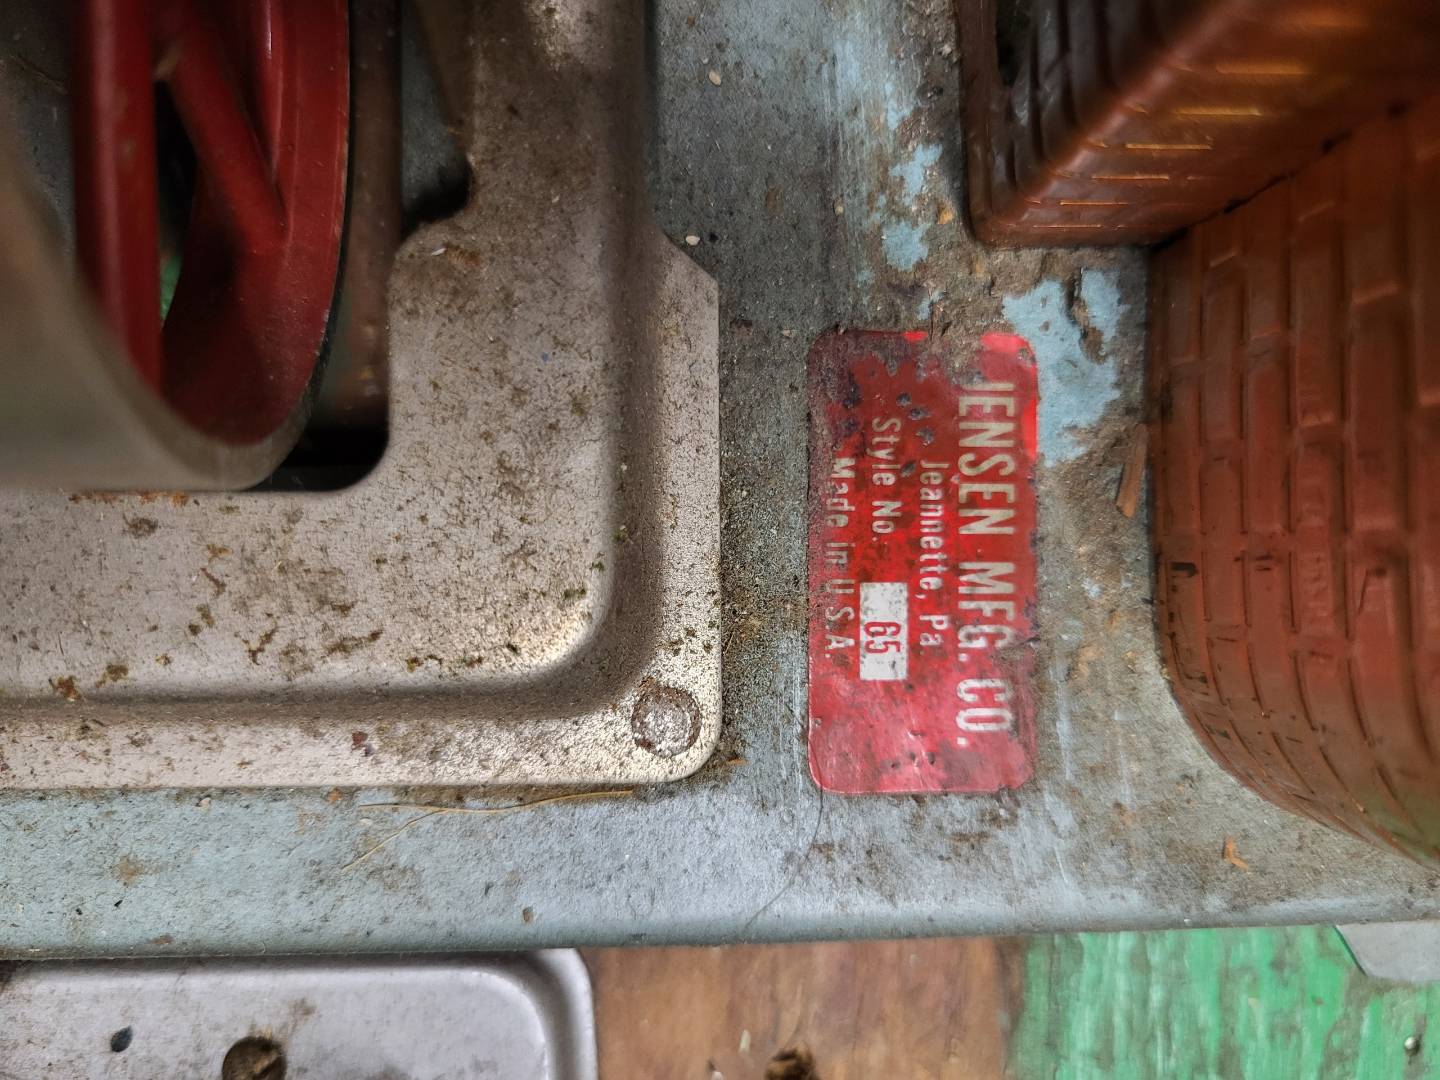 JENSEN MFG. CO.
Jeannette, Pa.
Style No. 65
Made in U.S.A.